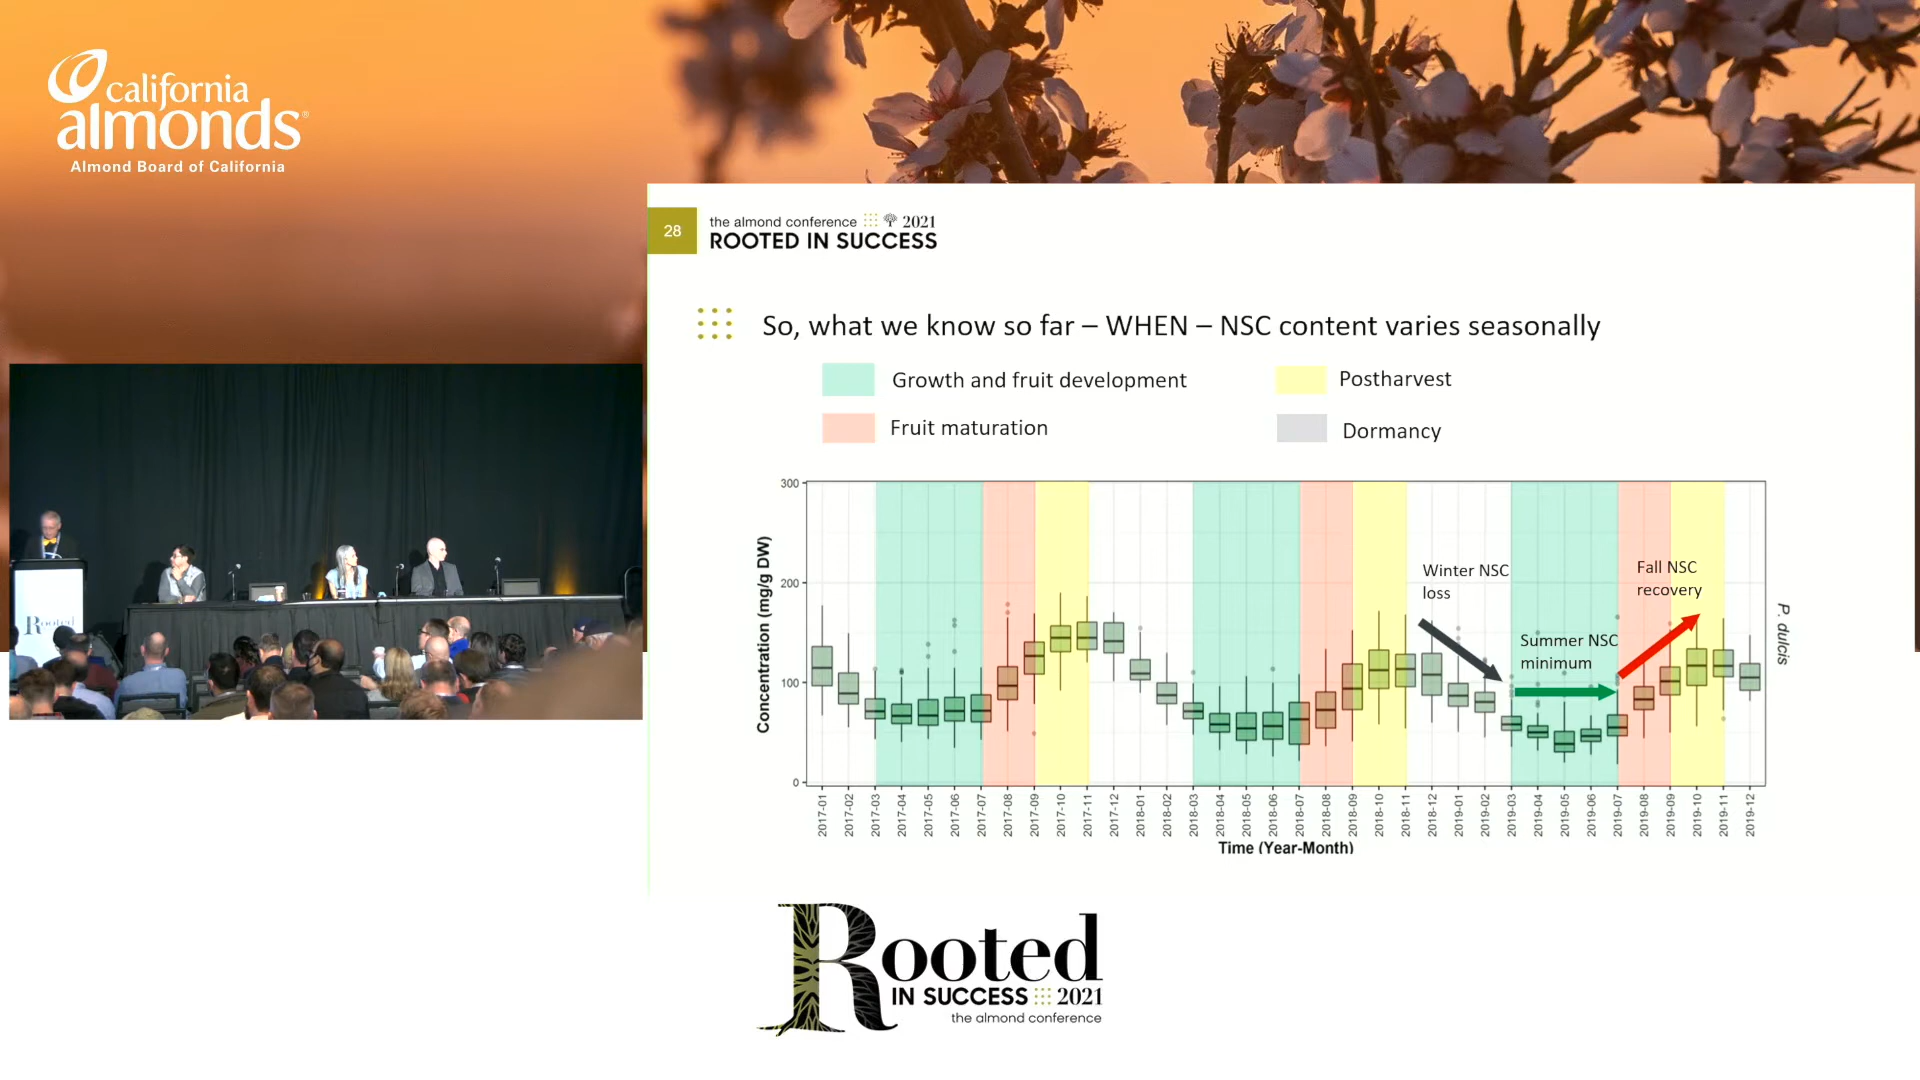 california
almonds®
Almond Board of California
28
the almond conference 2021
ROOTED IN SUCCESS
So, what we know so far – WHEN – NSC content varies seasonally
Growth and fruit development
Postharvest
Fruit maturation
Dormancy
300
200
100
0
Concentration (mg/g DW)
Winter NSC
loss
Summer NSC
minimum
Fall NSC
recovery
P. dulcis
2017-01
2017-02
2017-03
2017-04
2017-05
2017-06
2017-07
2017-08
2017-09
2017-10
2017-11
2017-12
2018-01
2018-02
2018-03
2018-04
2018-05
2018-06
2018-07
2018-08
2018-09
2018-10
2018-11
2018-12
2019-01
2019-02
2019-03
2019-04
2019-05
2019-06
2019-07
2019-08
2019-09
2019-10
2019-11
2019-12
Time (Year-Month)
Rooted
Rooted
IN SUCCESS 2021
the almond conference